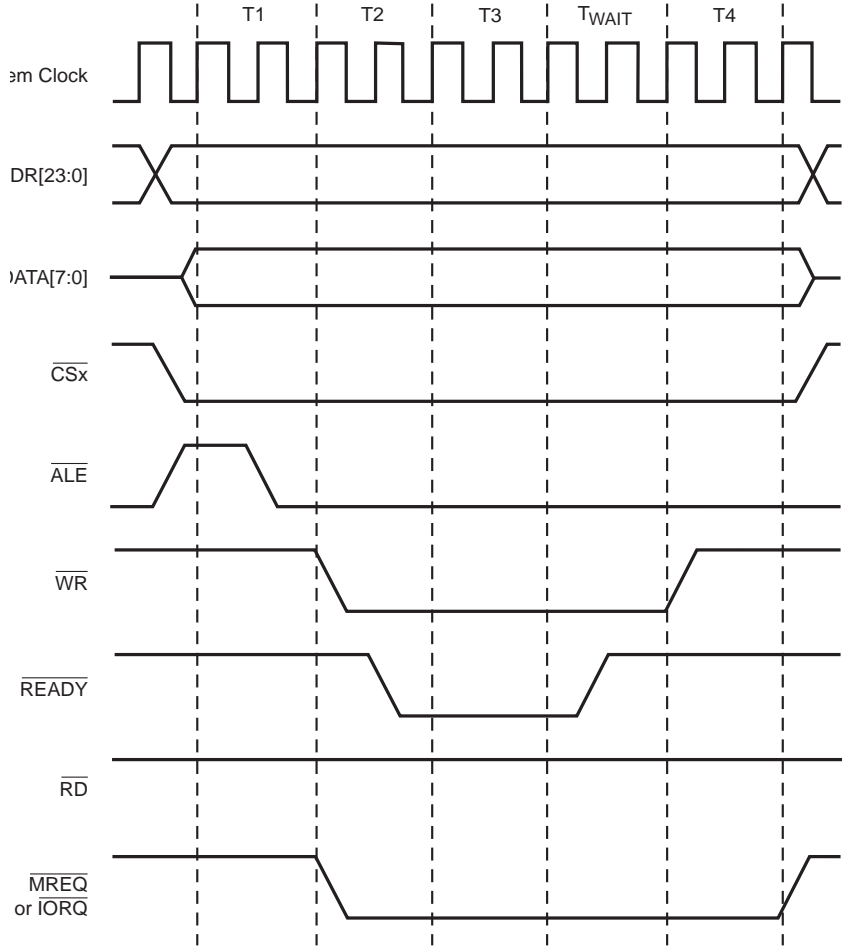 T1 T2 T3 TWAIT T4
em Clock
DR[23:0]
ATA[7:0]
CSx
ALE
WR
READY
RD
MREQ
or IORQ